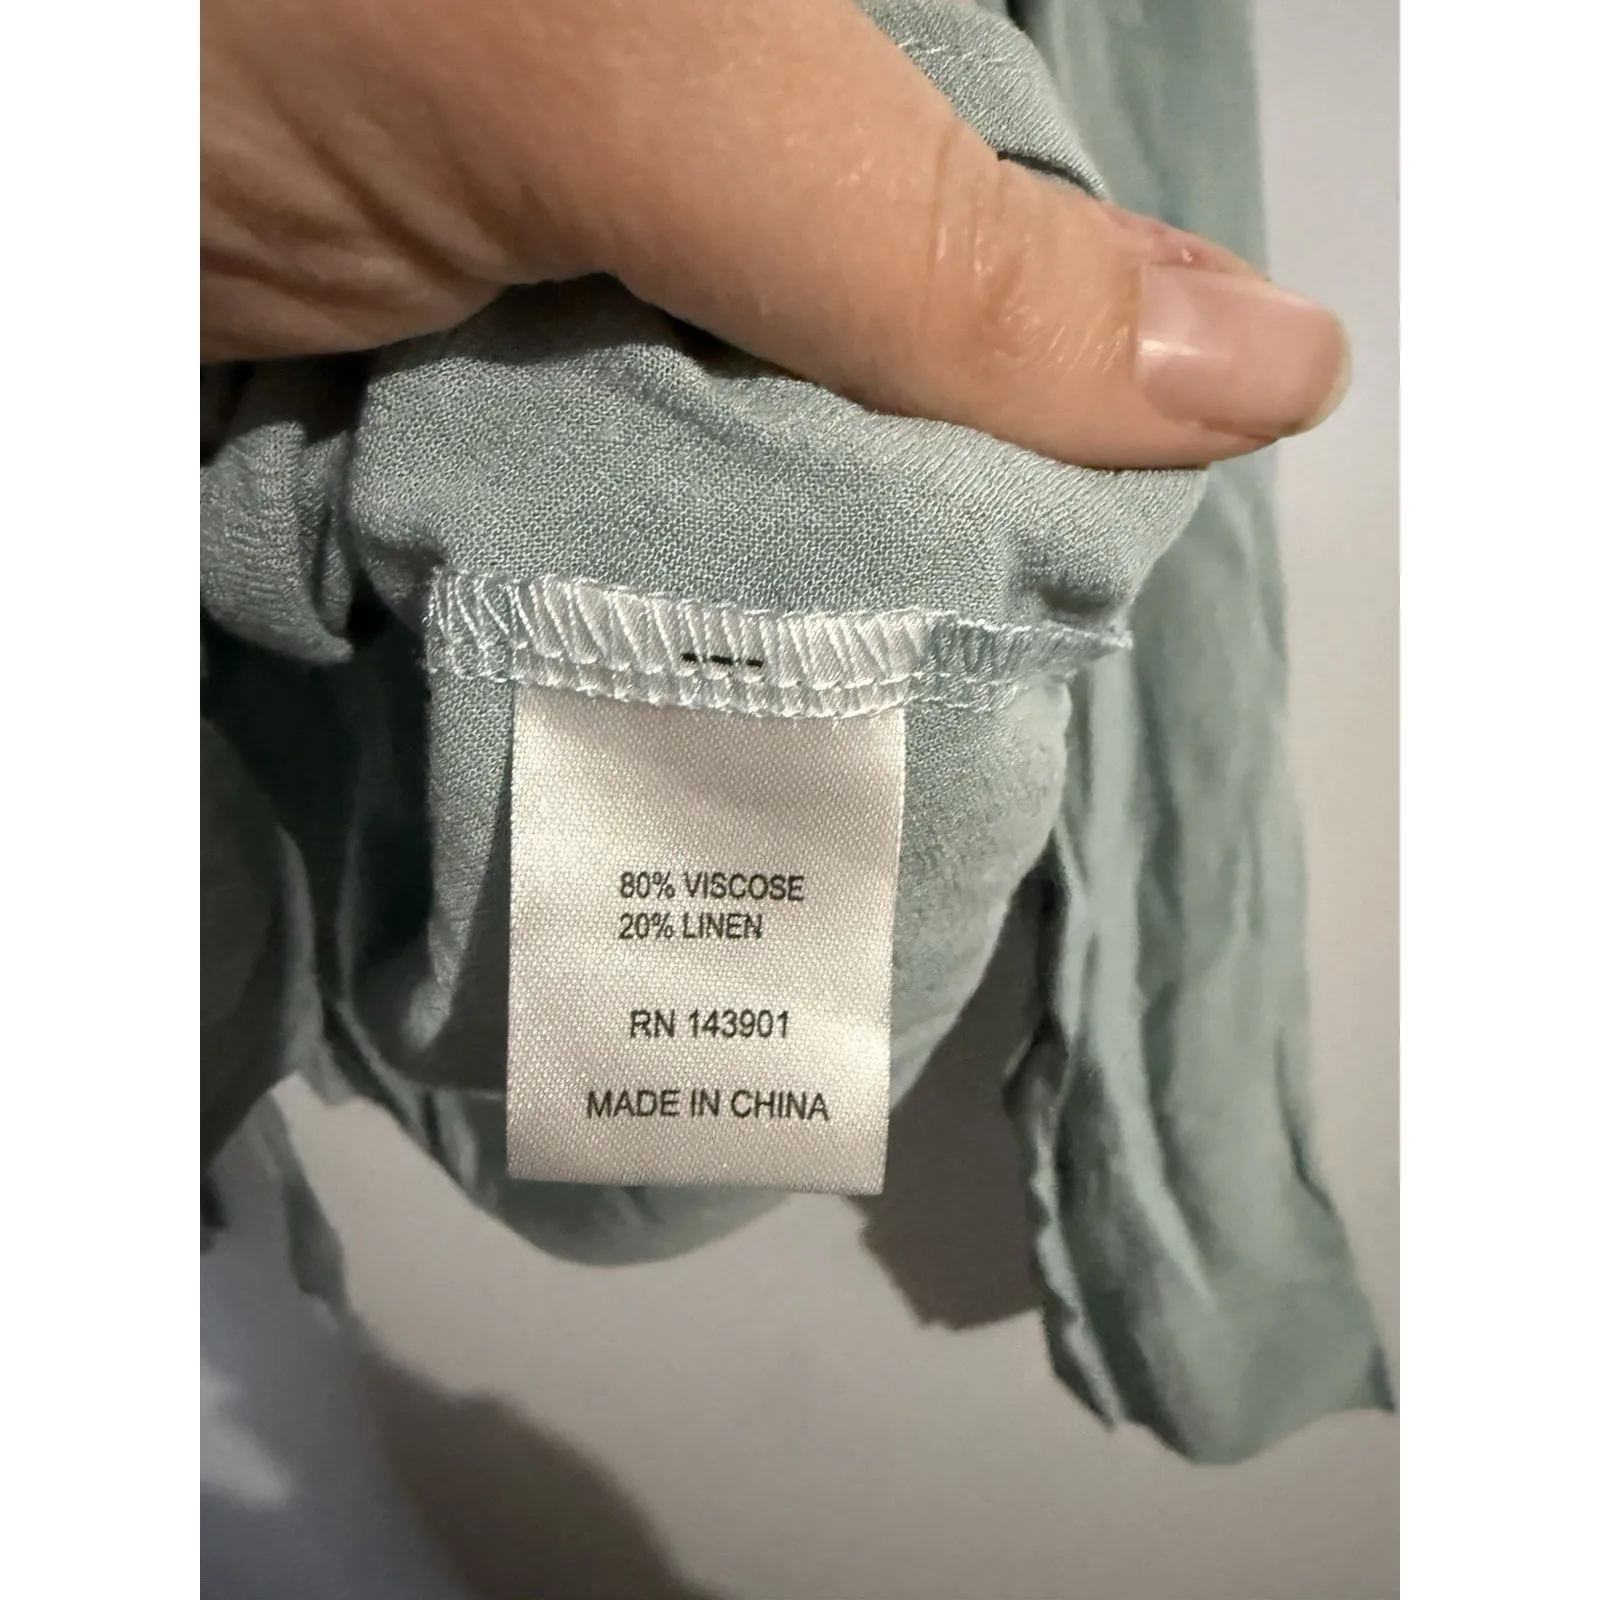 80% VISCOSE
20% LINEN
RN 143901
MADE IN CHINA